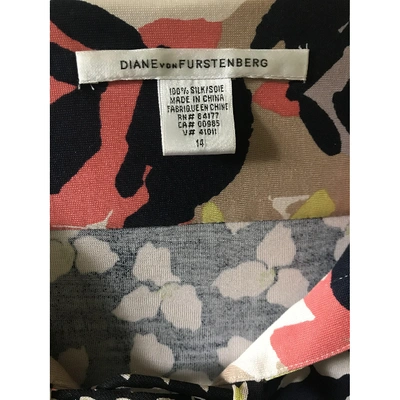 DIANE VON FURSTENBERG
100% SILK/SOIE
MADE IN CHINA
FABRIQUE EN CHINE
RN# 84177
CA# 00985
V# 41011
14